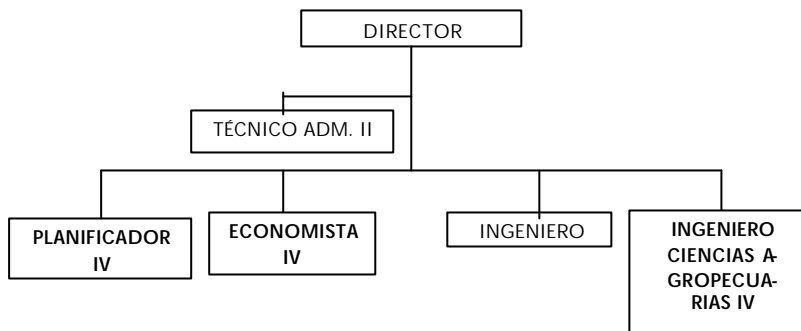 DIRECTOR
TÉCNICO ADM. II
PLANIFICADOR
IV
ECONOMISTA
IV
INGENIERO
INGENIERO
CIENCIAS A-
GROPECUA-
RIAS IV